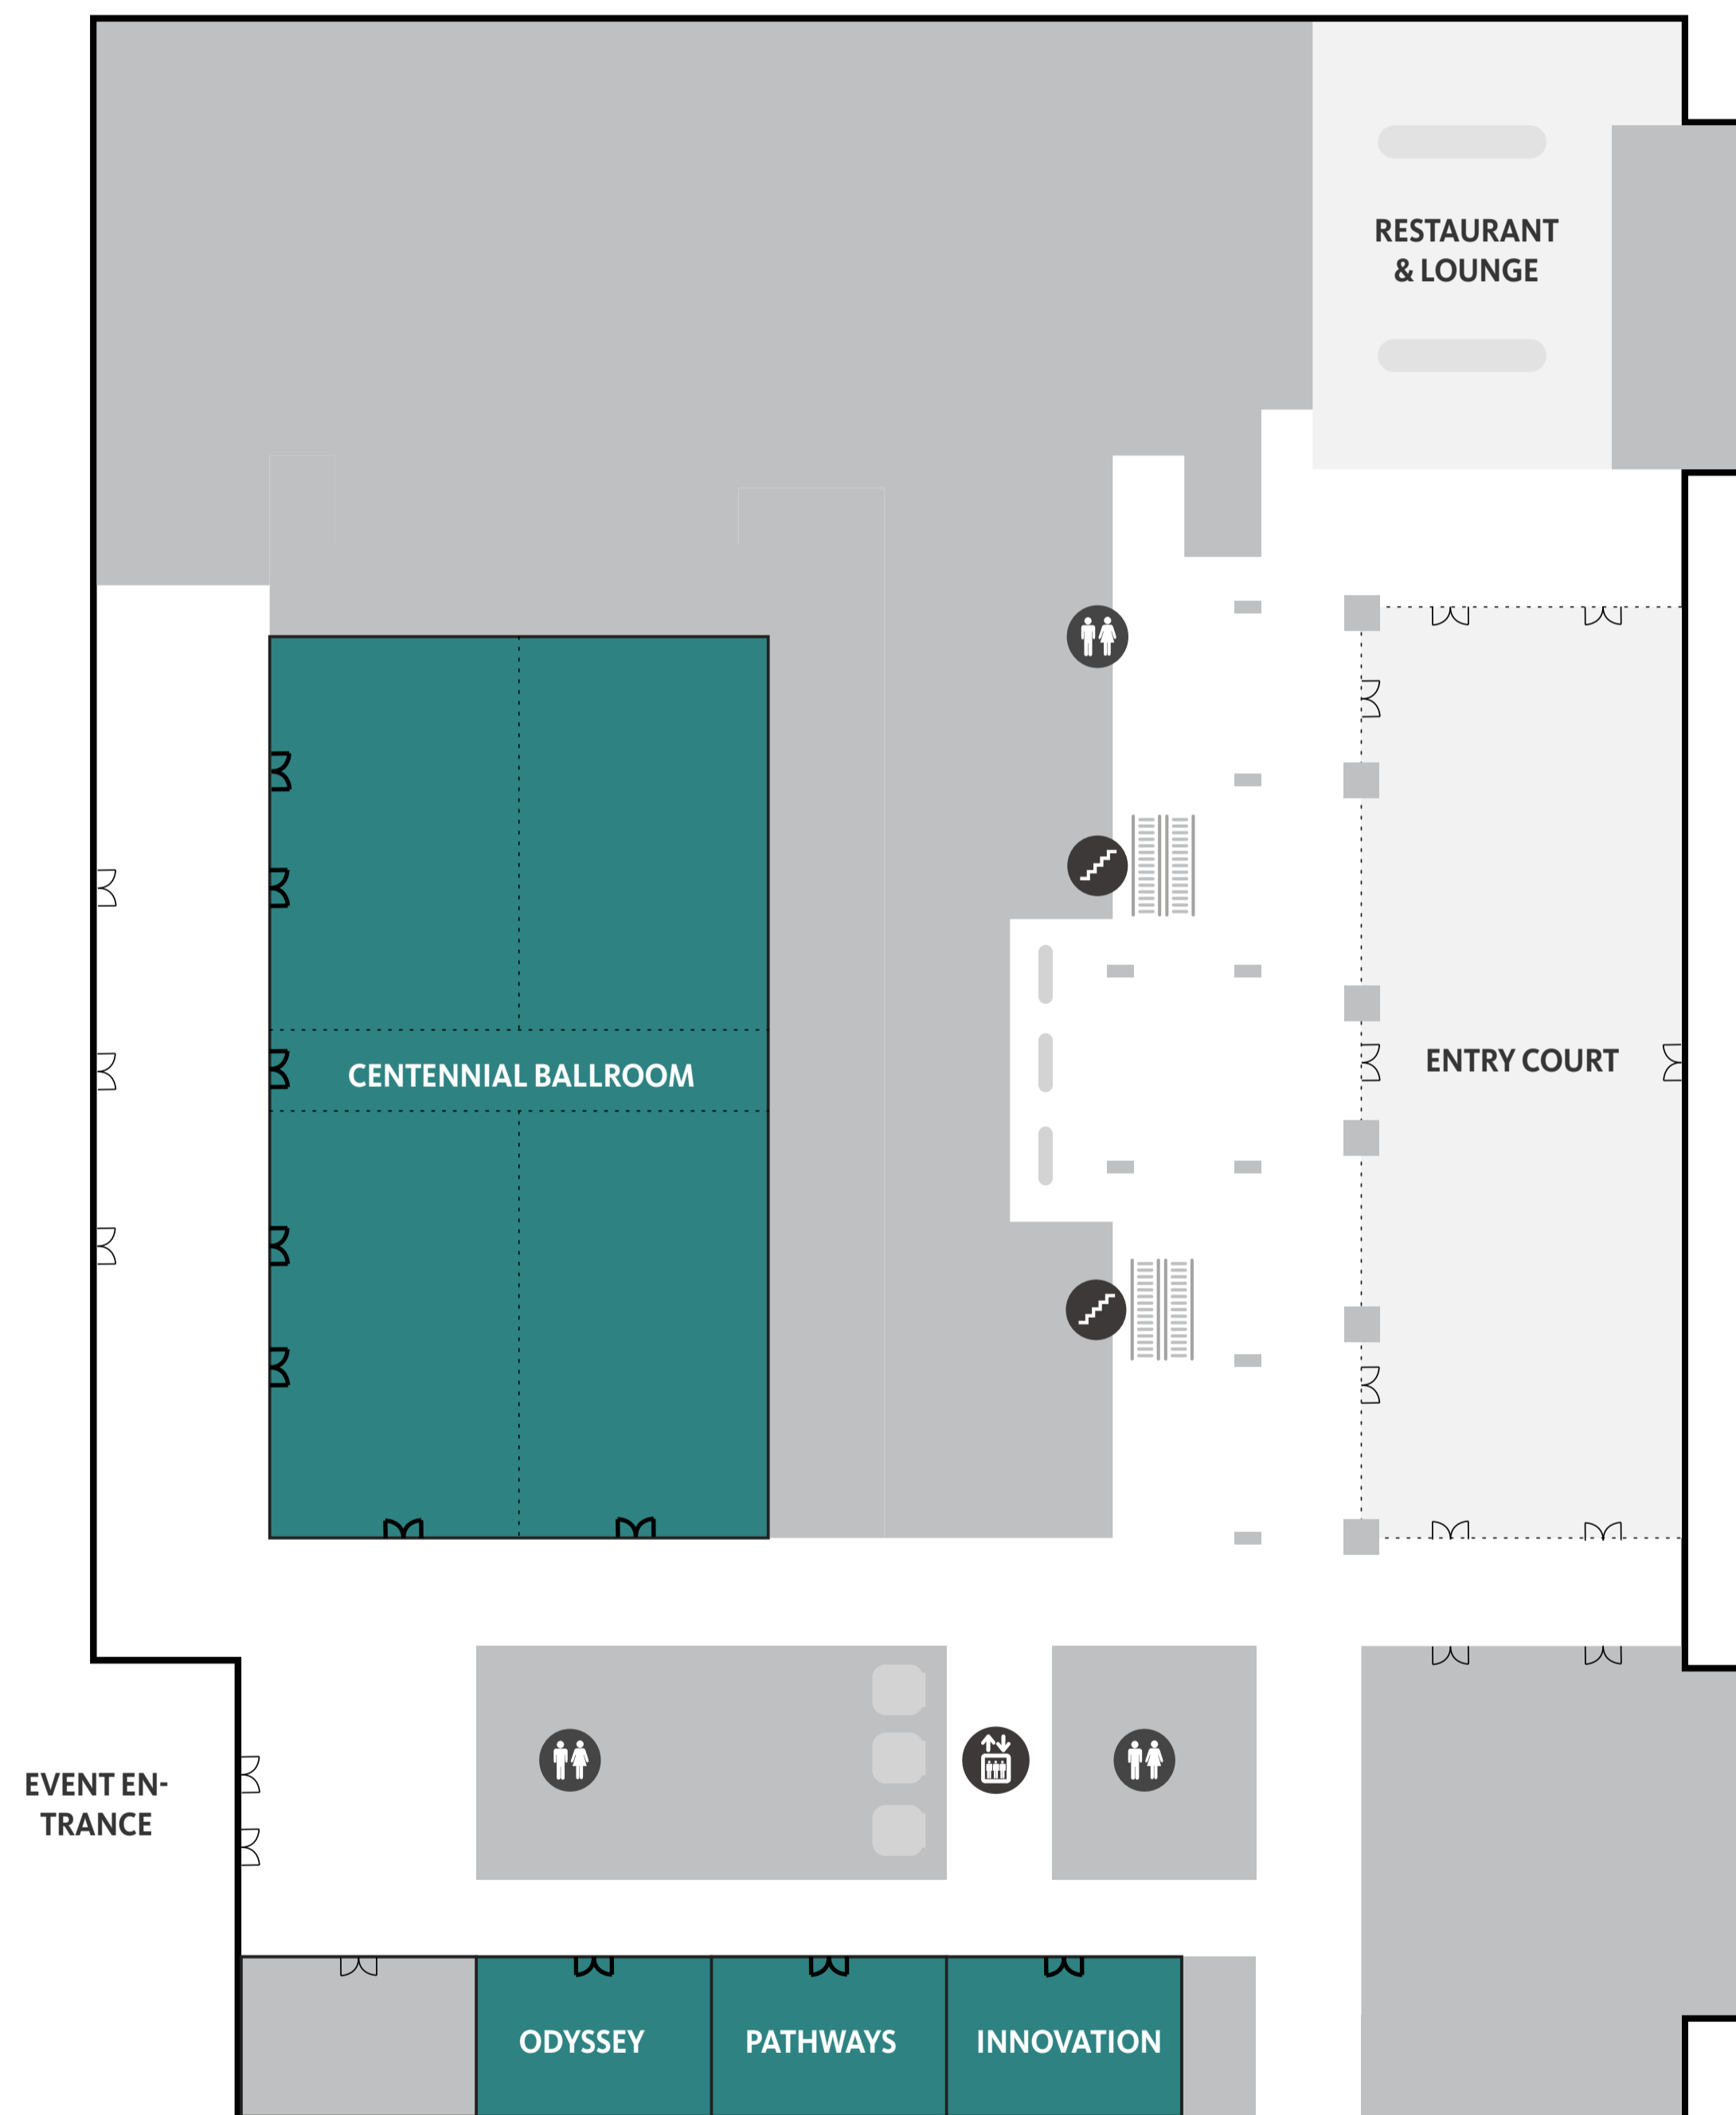 RESTAURANT
& LOUNGE
CENTENNIAL BALLROOM
ENTRY COURT
EVENT EN-
TRANCE
ODYSSEY
PATHWAYS
INNOVATION